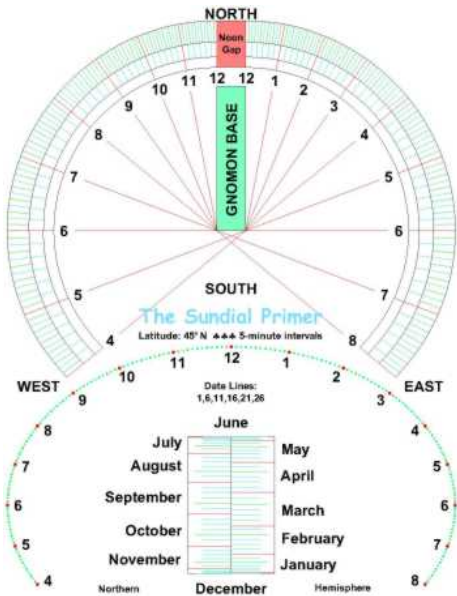 NORTH
Noon
Gap
12 12
11 1
10 2
9 3
8 4
7 5
GNOMON BASE
6 6
5 7
SOUTH
The Sundial Primer
4 8
Latitude: 45° N ♣♣♣ 5-minute intervals
12
11 1
WEST EAST
10 2
Date Lines:
1,6,11,16,21,26
9 3
June
8 4
July May
August April
7 5
September March
6 6
October February
5 7
November January
4 8
Northern December Hemisphere